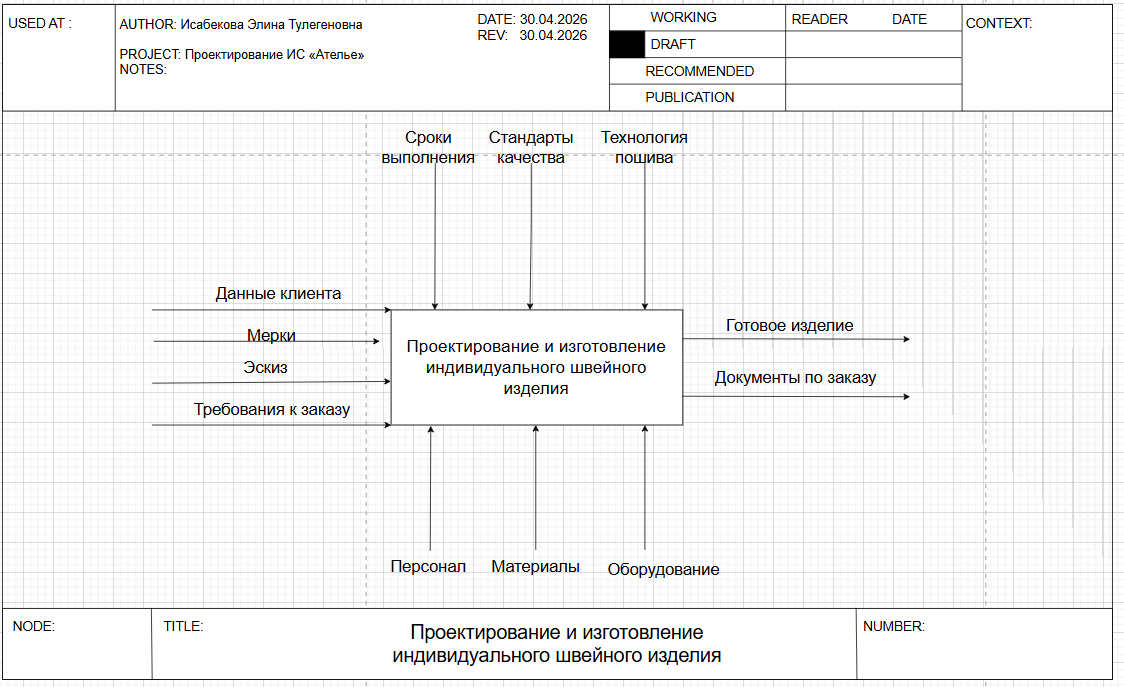 USED AT :
AUTHOR: Исабекова Элина Тулегеновна
PROJECT: Проектирование ИС «Ателье»
NOTES:
DATE: 30.04.2026
REV: 30.04.2026
WORKING
DRAFT
RECOMMENDED
PUBLICATION
READER DATE
CONTEXT:
Сроки
выполнения
Стандарты
качества
Технология
пошива
Данные клиента
Мерки
Эскиз
Требования к заказу
Проектирование и изготовление
индивидуального швейного
изделия
Готовое изделие
Документы по заказу
Персонал
Материалы
Оборудование
NODE:
TITLE:
Проектирование и изготовление
индивидуального швейного изделия
NUMBER: